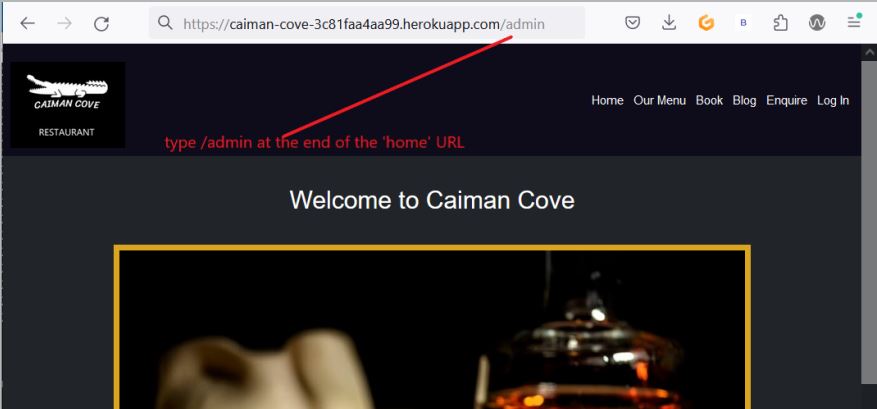 https://caiman-cove-3c81faa4aa99.herokuapp.com/admin
B
CAIMAN COVE
RESTAURANT
Home Our Menu Book Blog Enquire Log In
type /admin at the end of the 'home' URL
Welcome to Caiman Cove